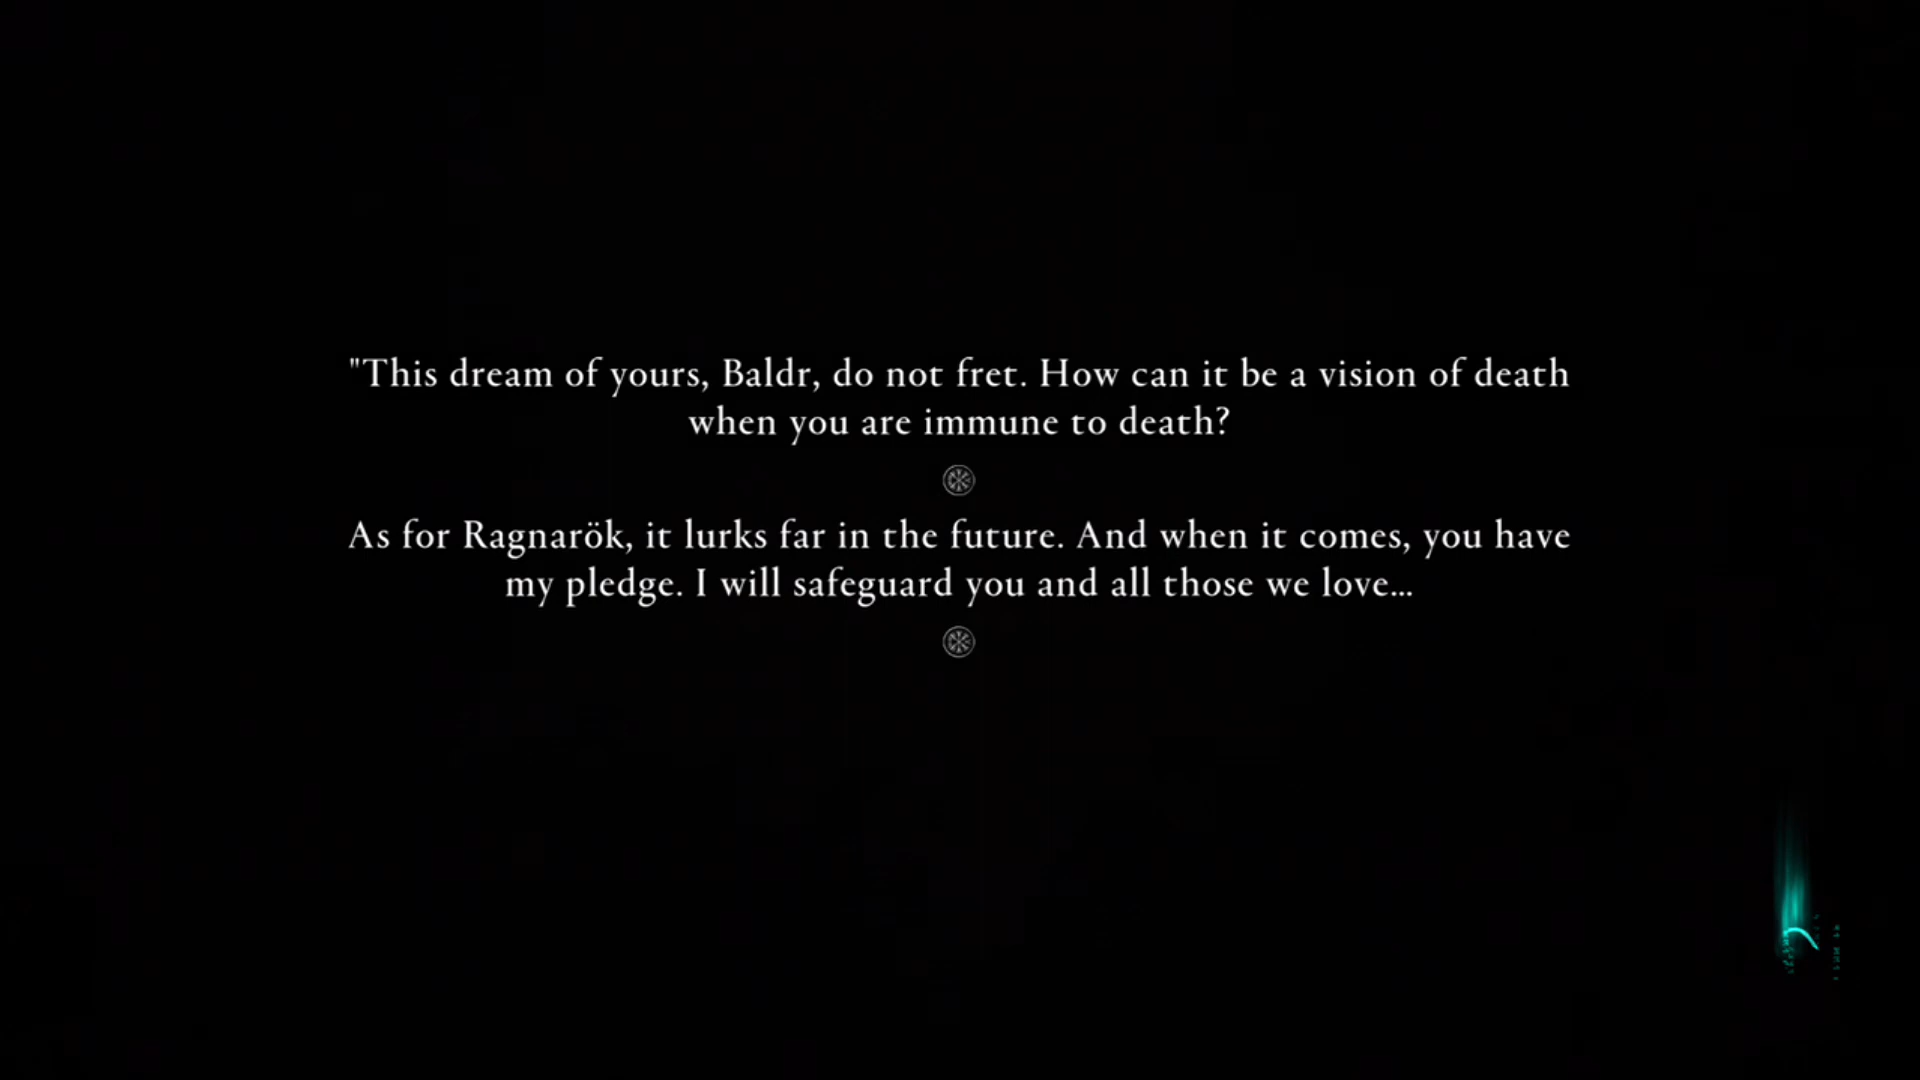 "This dream of yours, Baldr, do not fret. How can it be a vision of death
when you are immune to death?
As for Ragnarök, it lurks far in the future. And when it comes, you have
my pledge. I will safeguard you and all those we love...